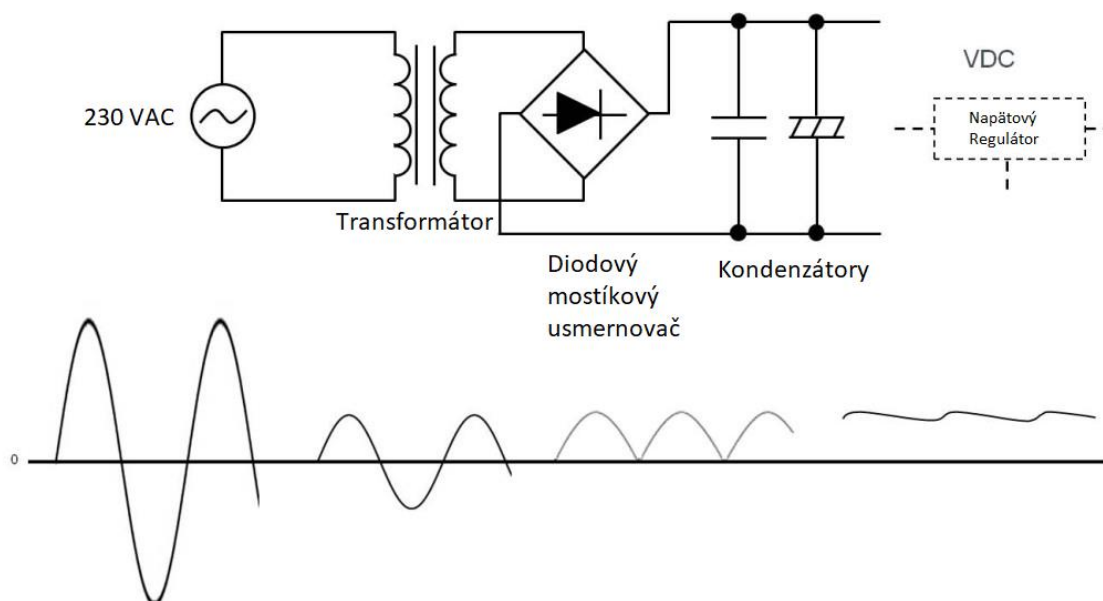 VDC
230 VAC
Napätový
Regulátor
Transformátor
Diodový
mostíkový
usmernovač
Kondenzátory
0